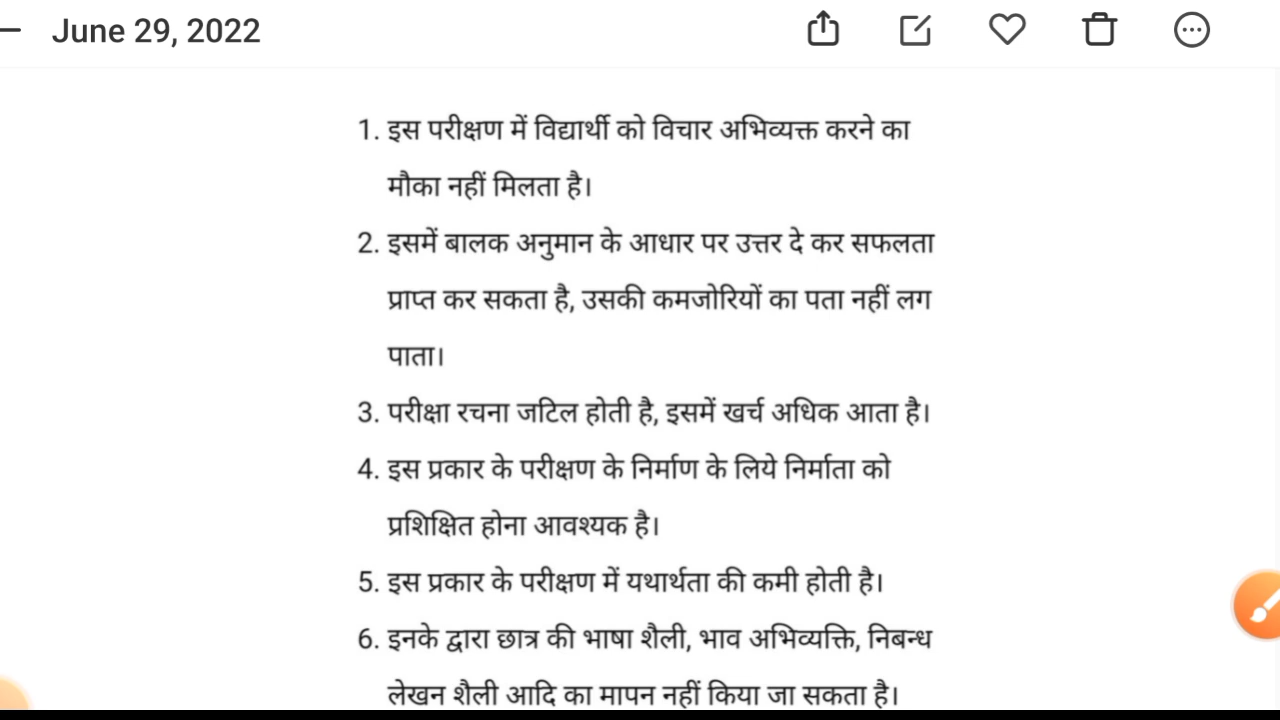 June 29, 2022
1. इस परीक्षण में विद्यार्थी को विचार अभिव्यक्त करने का
मौका नहीं मिलता है।
2. इसमें बालक अनुमान के आधार पर उत्तर दे कर सफलता
प्राप्त कर सकता है, उसकी कमजोरियों का पता नहीं लग
पाता।
3. परीक्षा रचना जटिल होती है, इसमें खर्च अधिक आता है।
4. इस प्रकार के परीक्षण के निर्माण के लिये निर्माता को
प्रशिक्षित होना आवश्यक है।
5. इस प्रकार के परीक्षण में यथार्थता की कमी होती है।
6. इनके द्वारा छात्र की भाषा शैली, भाव अभिव्यक्ति, निबन्ध
लेखन शैली आदि का मापन नहीं किया जा सकता है।